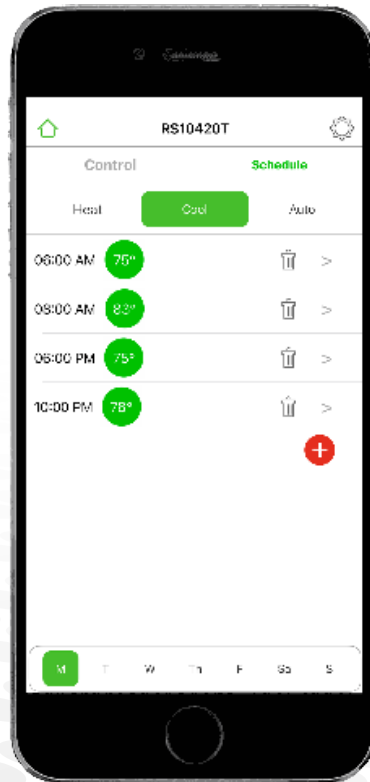 RS10420T
Control Schedule
Heat Cool Auto
06:00 AM 75° >
08:00 AM 83° >
06:00 PM 75° >
10:00 PM 78° >
+
M T W Th F Sa S